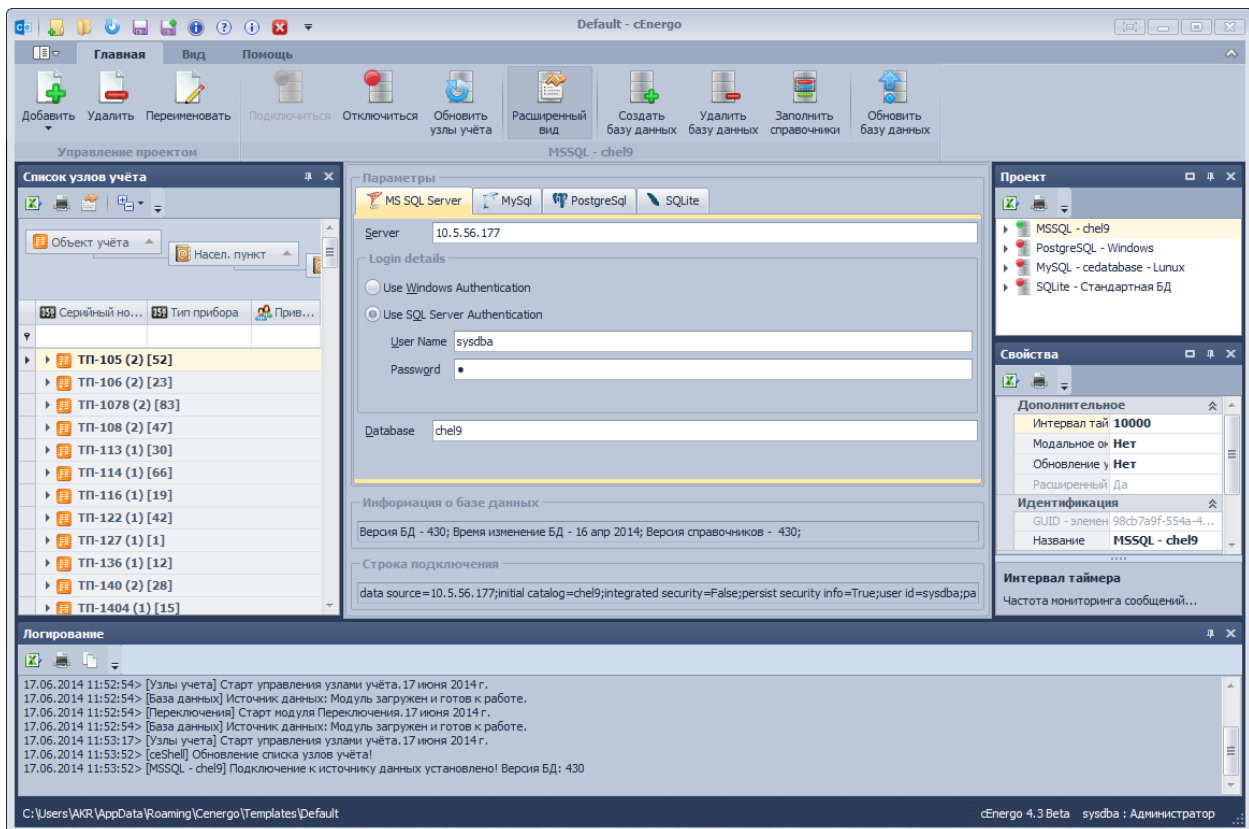 Default - cEnergo
Главная Вид Помощь
Добавить Удалить Переименовать Подключиться Отключиться Обновить узлы учёта Расширенный вид Создать базу данных Удалить базу данных Заполнить справочники Обновить базу данных
Управление проектом MSSQL - chel9
Список узлов учёта
Объект учёта
Насел. пункт
Серийный но... Тип прибора Прив...
ТП-105 (2) [52]
ТП-106 (2) [23]
ТП-1078 (2) [83]
ТП-108 (2) [47]
ТП-113 (1) [30]
ТП-114 (1) [66]
ТП-116 (1) [19]
ТП-122 (1) [42]
ТП-127 (1) [1]
ТП-136 (1) [12]
ТП-140 (2) [28]
ТП-1404 (1) [15]
Параметры
MS SQL Server MySql PostgreSql SQLite
Server 10.5.56.177
Login details
Use Windows Authentication
Use SQL Server Authentication
User Name sysdba
Password •
Database chel9
Информация о базе данных
Версия БД - 430; Время изменение БД - 16 апр 2014; Версия справочников - 430;
Строка подключения
data source=10.5.56.177;initial catalog=chel9;integrated security=False;persist security info=True;user id=sysdba;pa
Проект
MSSQL - chel9
PostgreSQL - Windows
MySQL - cedatabase - Lunux
SQLite - Стандартная БД
Свойства
Дополнительное
Интервал тай 10000
Модальное ок Нет
Обновление у Нет
Расширенный Да
Идентификация
GUID - элемен 98cb7a9f-554a-4...
Название MSSQL - chel9
Интервал таймера
Частота мониторинга сообщений...
Логирование
17.06.2014 11:52:54> [Узлы учета] Старт управления узлами учёта.17 июня 2014 г.
17.06.2014 11:52:54> [База данных] Источник данных: Модуль загружен и готов к работе.
17.06.2014 11:52:54> [Переключения] Старт модуля Переключения.17 июня 2014 г.
17.06.2014 11:52:54> [База данных] Источник данных: Модуль загружен и готов к работе.
17.06.2014 11:53:17> [Узлы учета] Старт управления узлами учёта.17 июня 2014 г.
17.06.2014 11:53:52> [ceShell] Обновление списка узлов учёта!
17.06.2014 11:53:52> [MSSQL - chel9] Подключение к источнику данных установлено! Версия БД: 430
C:\Users\AKR\AppData\Roaming\Cenergo\Templates\Default cEnergo 4.3 Beta sysdba : Администратор